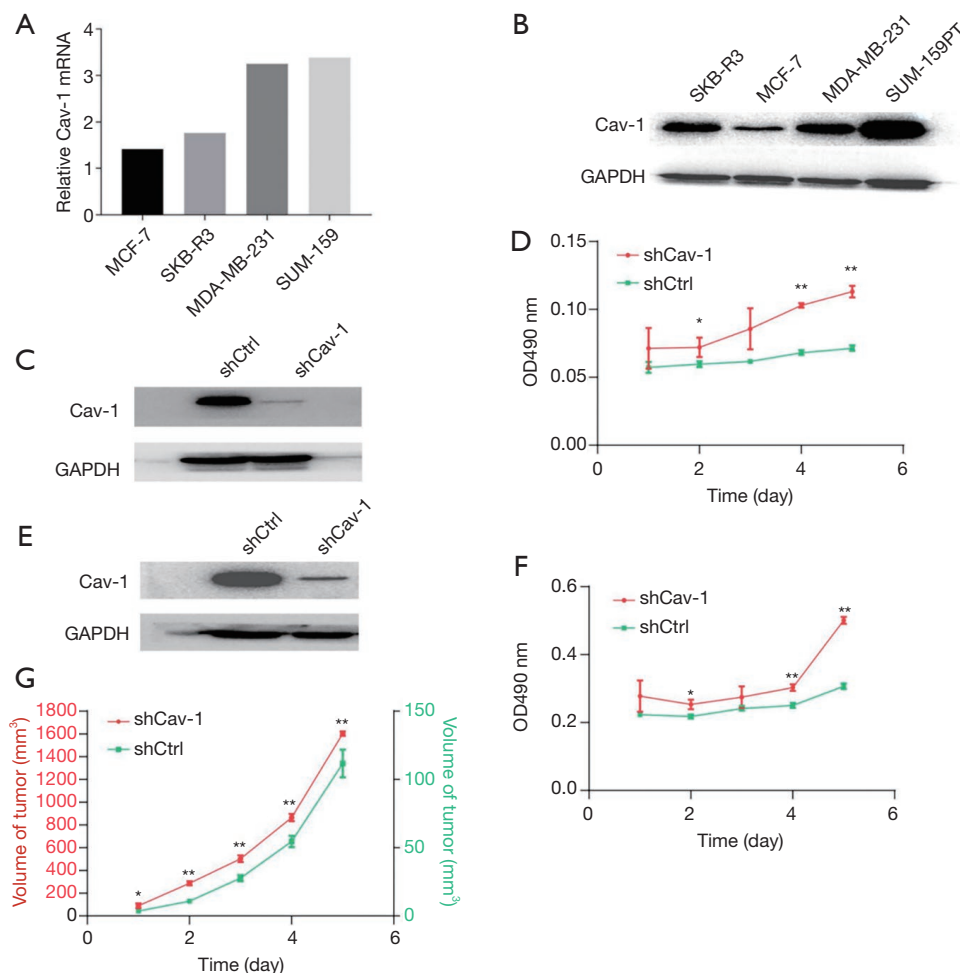 A
Relative Cav-1 mRNA
4
3
2
1
0
MCF-7
SKB-R3
MDA-MB-231
SUM-159
B
SKB-R3
MCF-7
MDA-MB-231
SUM-159PT
Cav-1
GAPDH
C
shCtrl
shCav-1
Cav-1
GAPDH
D
0.15
0.10
0.05
0.00
OD490 nm
shCav-1
shCtrl
*
**
**
0
2
4
6
Time (day)
E
shCtrl
shCav-1
Cav-1
GAPDH
F
0.6
0.4
0.2
0.0
OD490 nm
shCav-1
shCtrl
*
**
**
0
2
4
6
Time (day)
G
Volume of tumor (mm³)
1800
1600
1400
1200
1000
800
600
400
200
0
shCav-1
shCtrl
*
**
**
**
**
150
100
50
0
Volume of tumor (mm³)
0
2
4
6
Time (day)